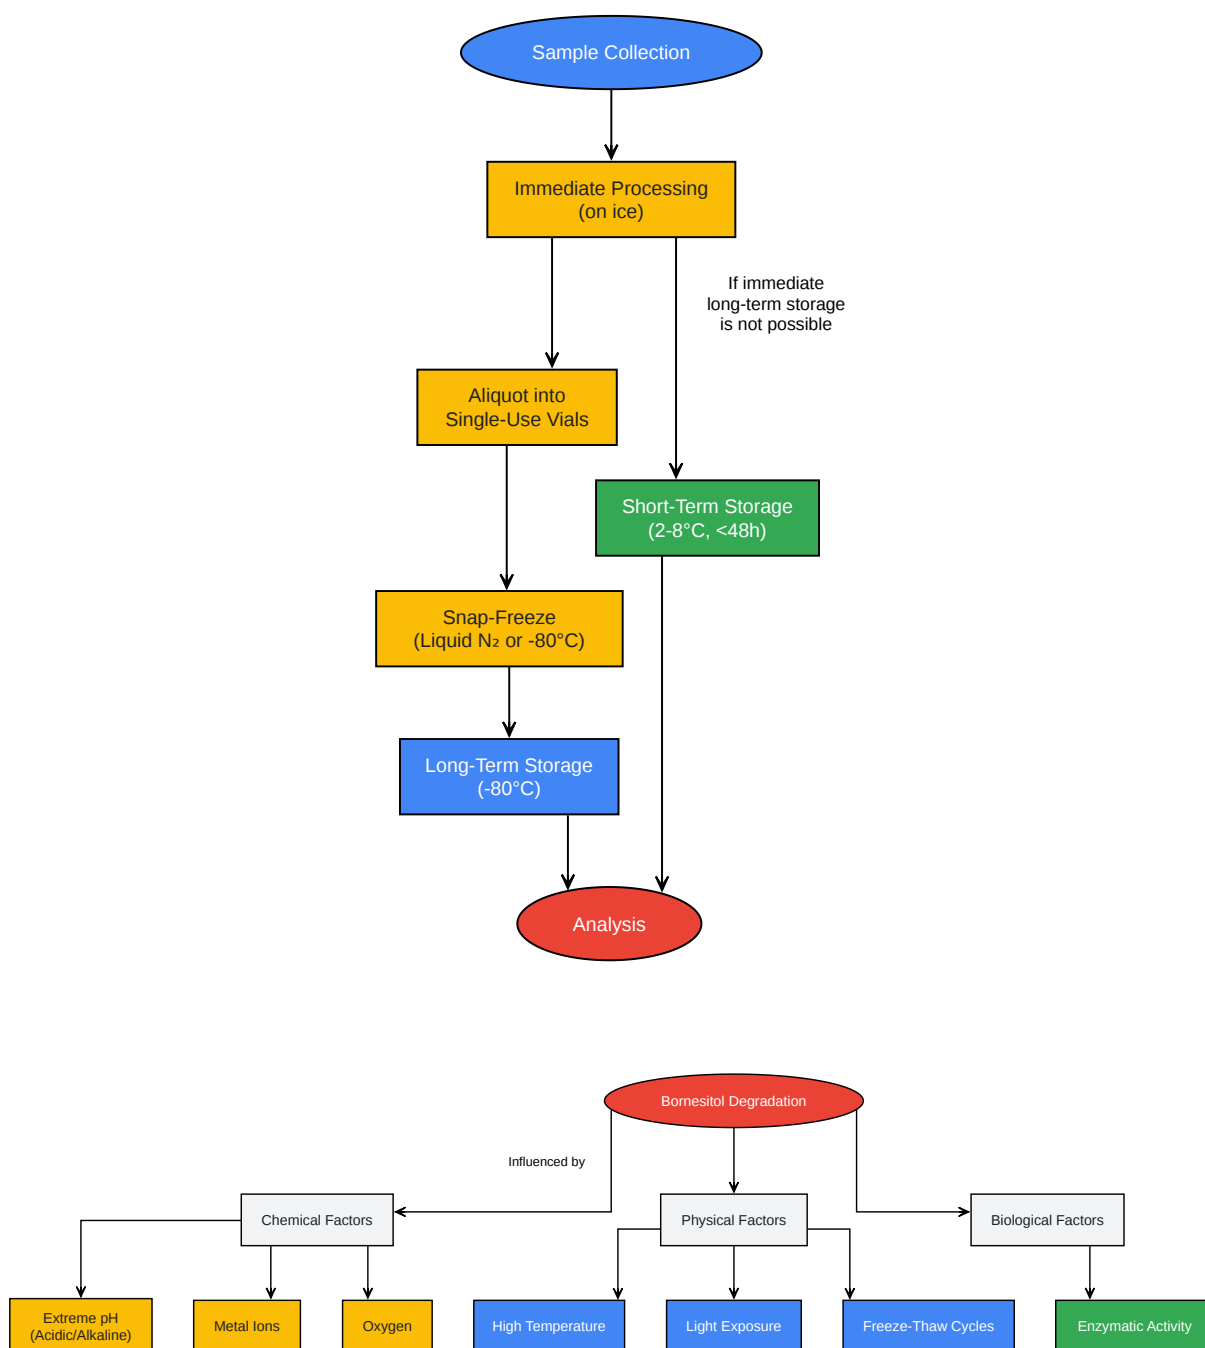 Sample Collection
Immediate Processing
(on ice)
If immediate
long-term storage
is not possible
Aliquot into
Single-Use Vials
Short-Term Storage
(2-8°C, <48h)
Snap-Freeze
(Liquid N₂ or -80°C)
Long-Term Storage
(-80°C)
Analysis
Bornesitol Degradation
Influenced by
Chemical Factors
Physical Factors
Biological Factors
Extreme pH
(Acidic/Alkaline)
Metal Ions
Oxygen
High Temperature
Light Exposure
Freeze-Thaw Cycles
Enzymatic Activity